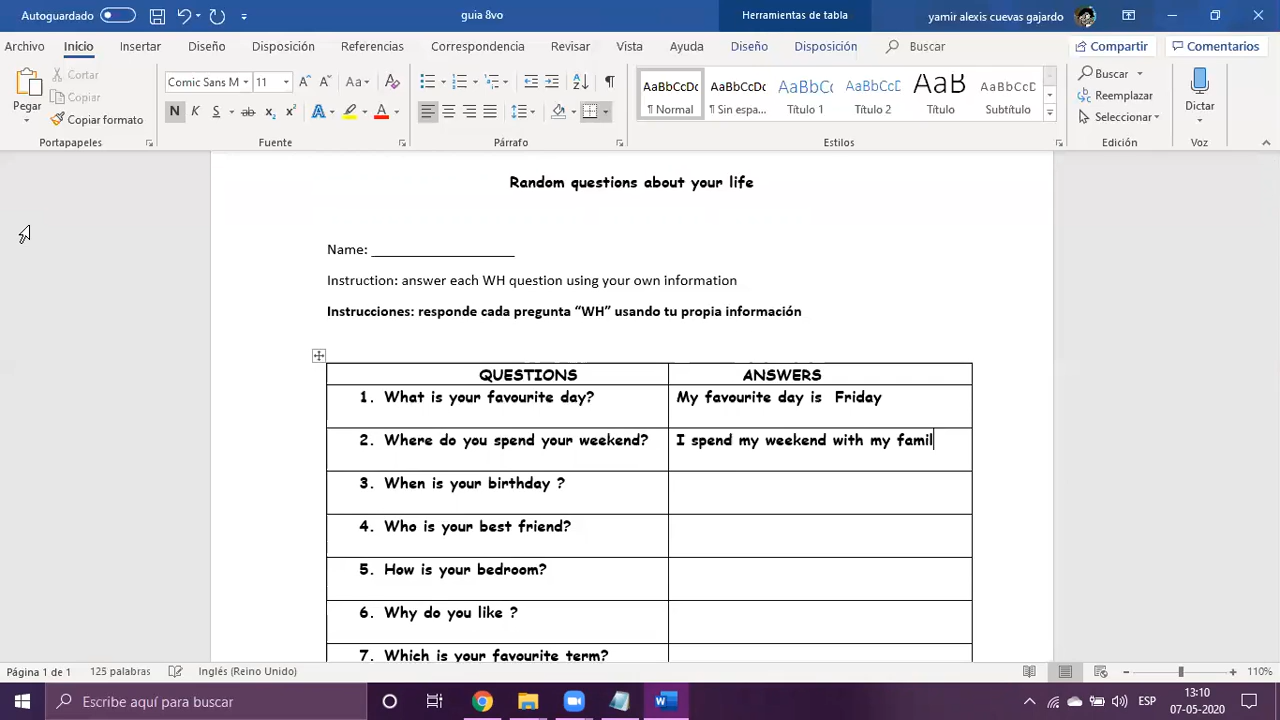 Autoguardado
guia 8vo
Herramientas de tabla
yamir alexis cuevas gajardo
Archivo Inicio Insertar Diseño Disposición Referencias Correspondencia Revisar Vista Ayuda Diseño Disposición Buscar Compartir Comentarios
Pegar
Cortar
Copiar
Copiar formato
Portapapeles
Comic Sans M 11
Aa
N K S ab x₂ x²
Fuente
Párrafo
AaBbCcDd AaBbCcDd AaBbCc AaBbCcD AaB AaBbCcD
¶ Normal ¶ Sin espa... Título 1 Título 2 Título Subtítulo
Estilos
Buscar
Reemplazar
Seleccionar
Edición
Dictar
Voz
Random questions about your life
Name: __________________
Instruction: answer each WH question using your own information
Instrucciones: responde cada pregunta “WH” usando tu propia información
QUESTIONS ANSWERS
1. What is your favourite day? My favourite day is Friday
2. Where do you spend your weekend? I spend my weekend with my famil
3. When is your birthday ?
4. Who is your best friend?
5. How is your bedroom?
6. Why do you like ?
7. Which is your favourite term?
Página 1 de 1 125 palabras Inglés (Reino Unido) 110%
Escribe aquí para buscar
ESP
13:10
07-05-2020